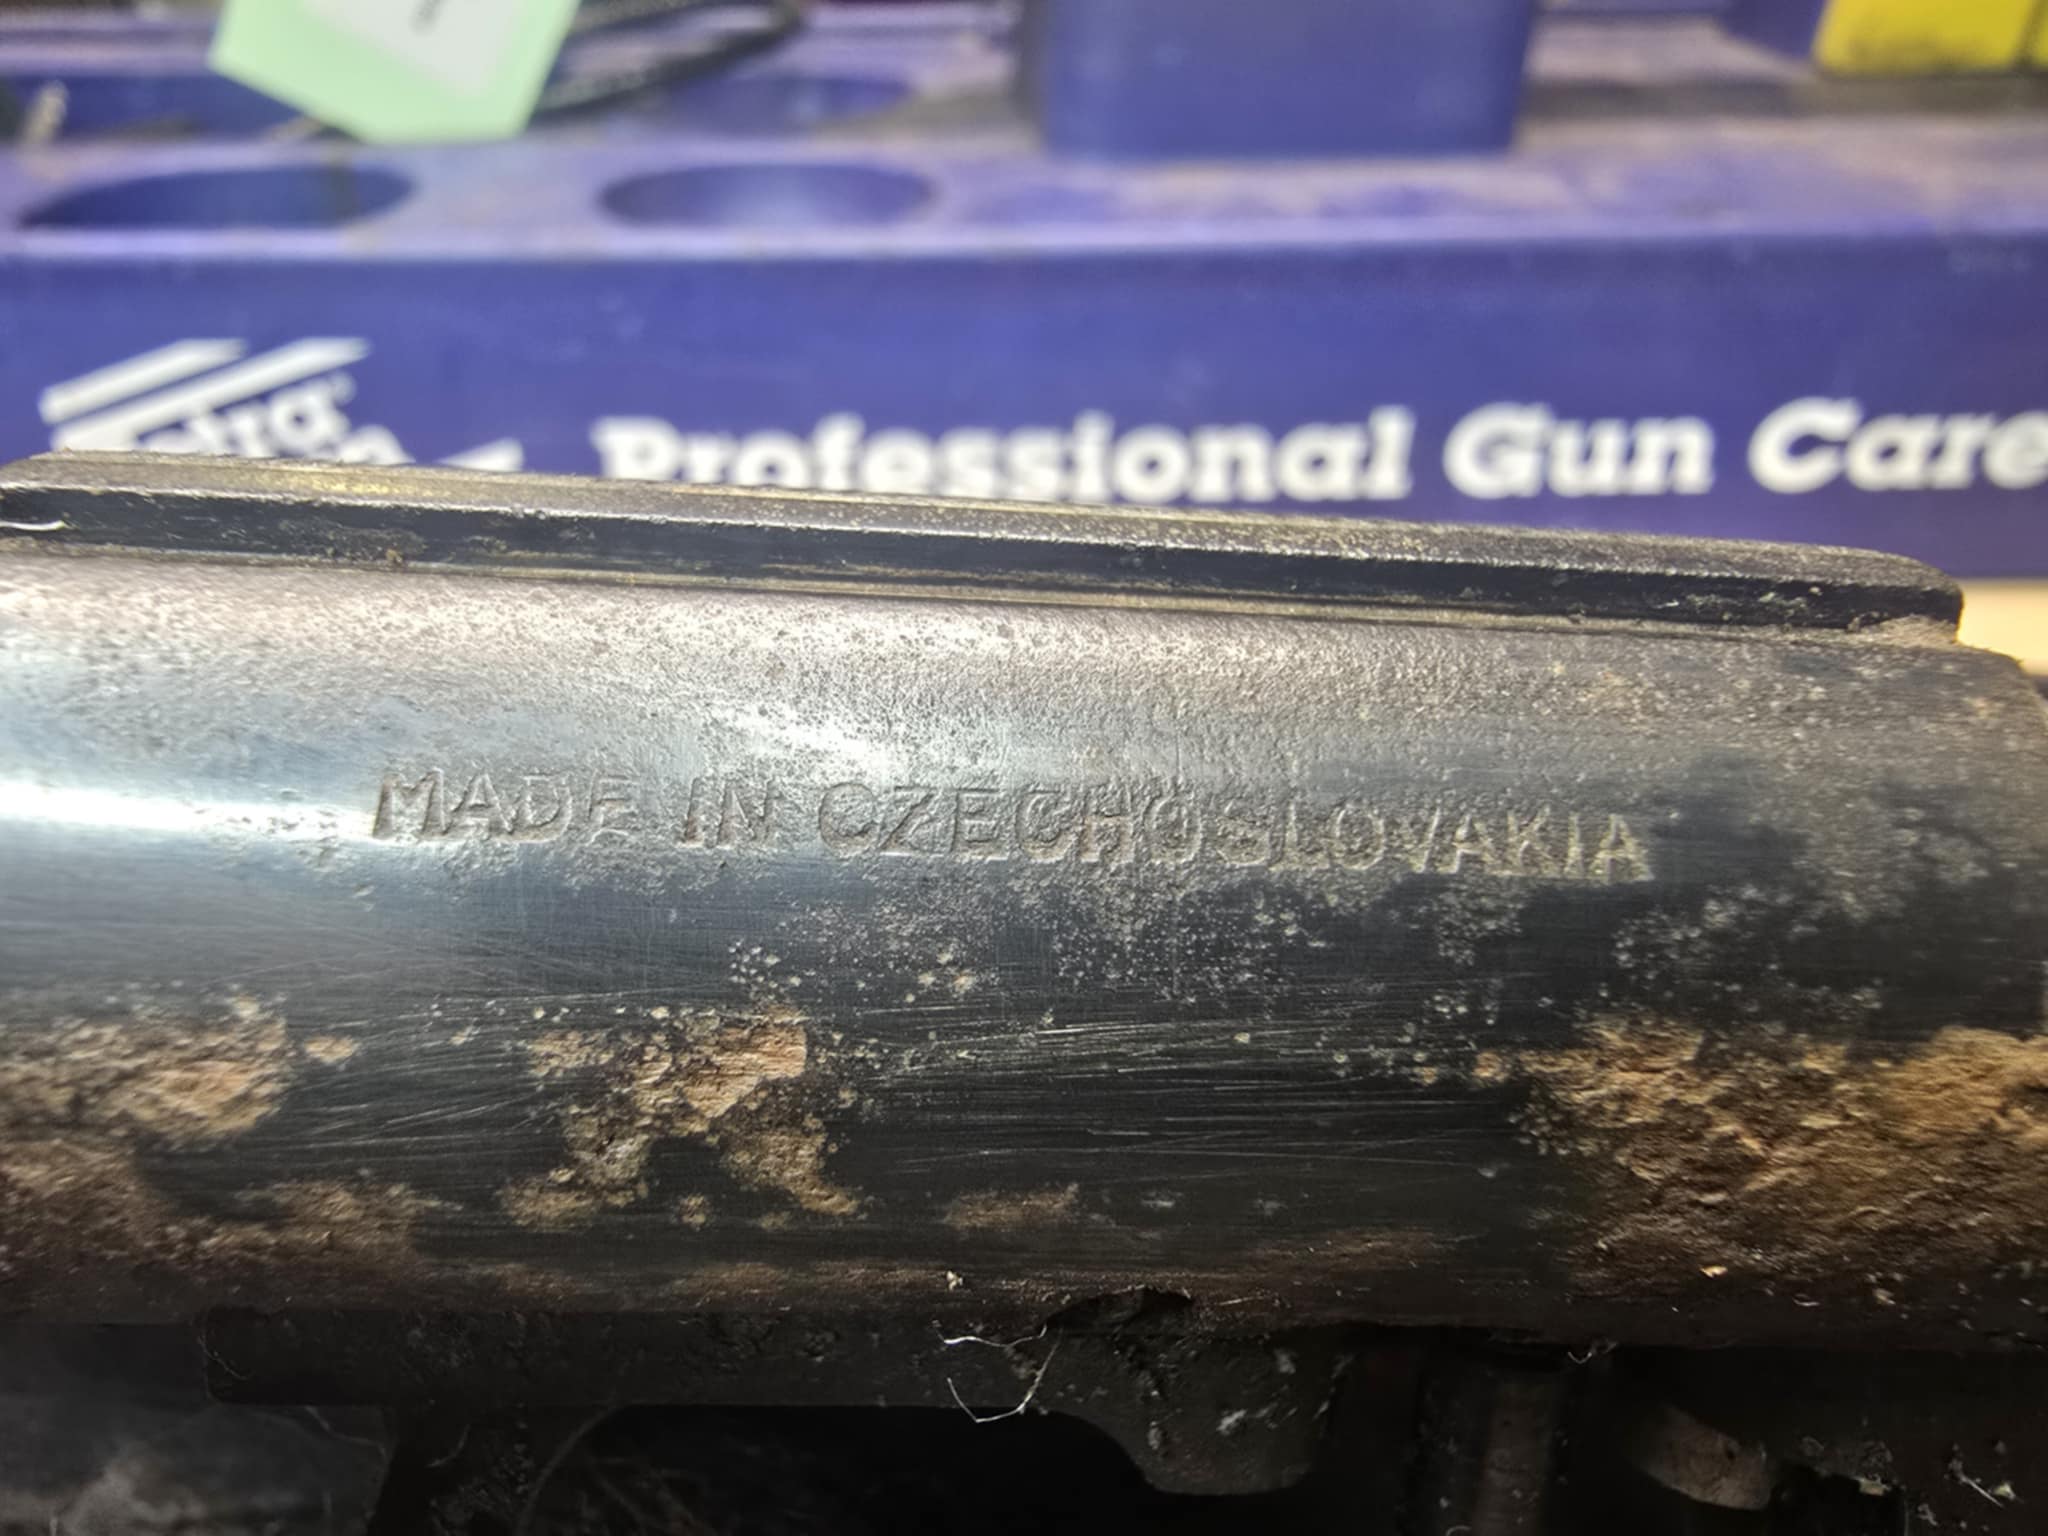 Professional Gun Care
MADE IN CZECHOSLOVAKIA